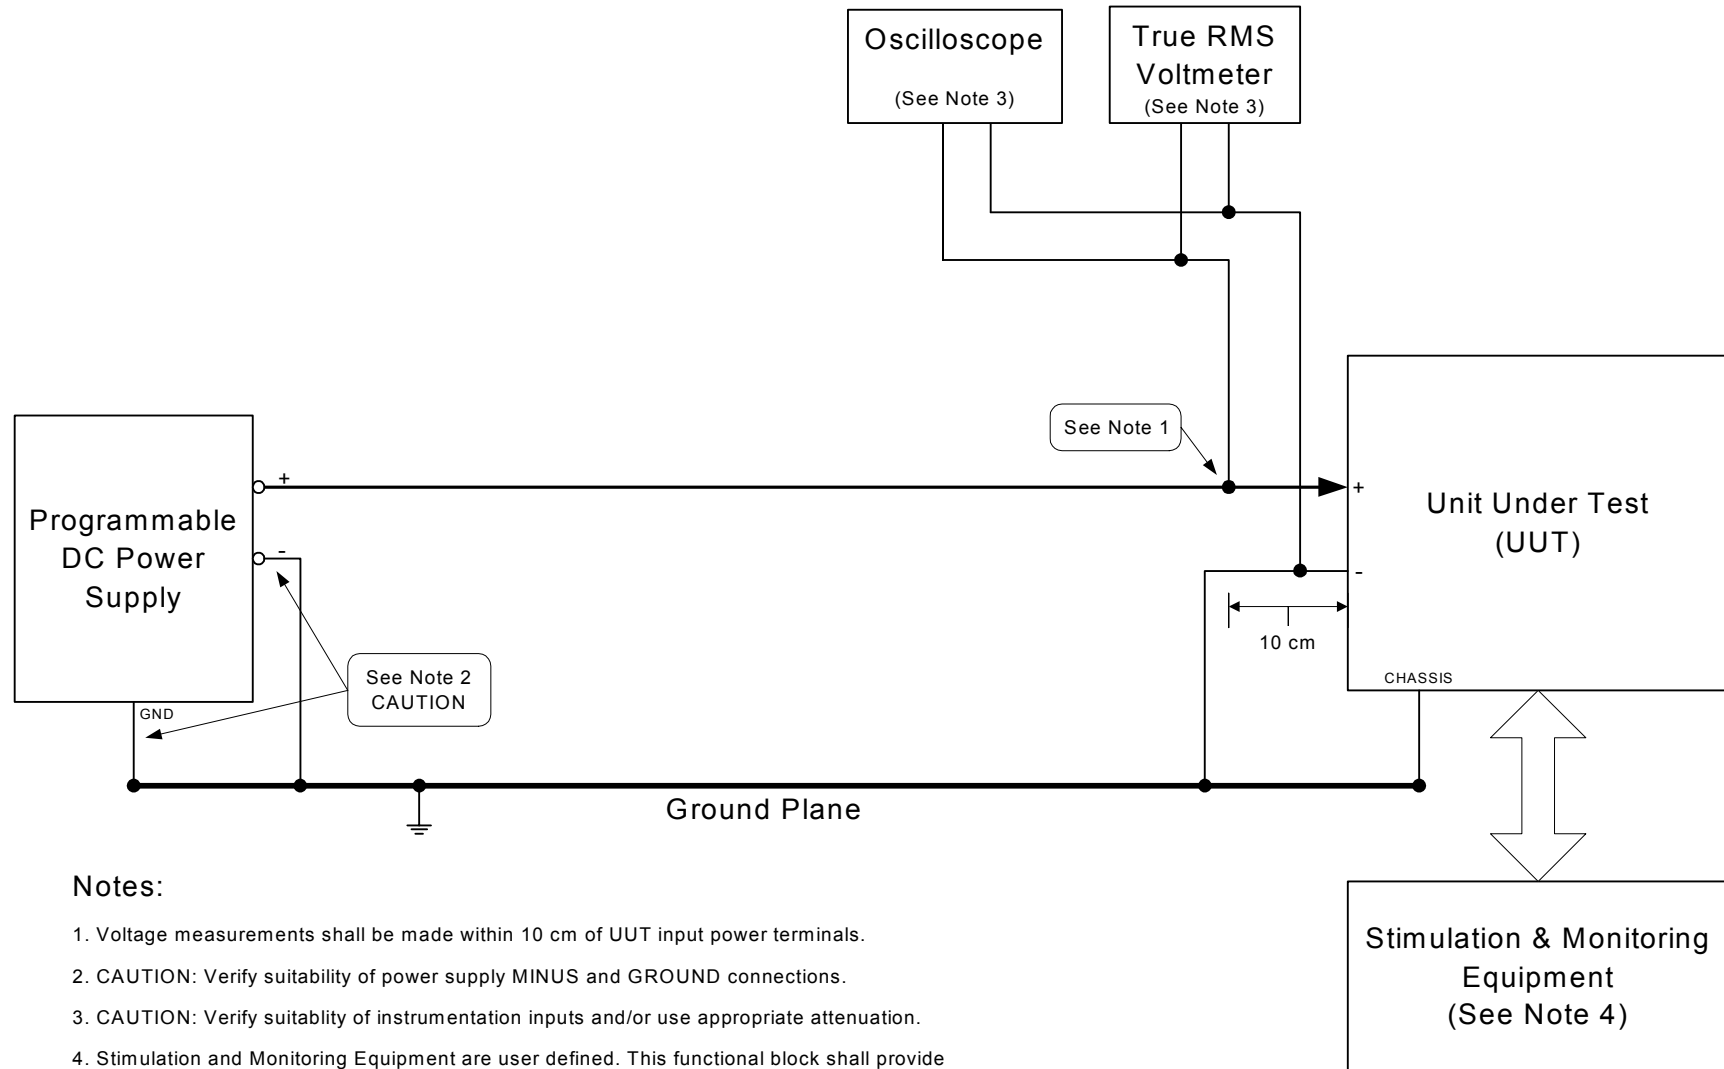 Oscilloscope
(See Note 3)
True RMS
Voltmeter
(See Note 3)
See Note 1
+
-
Programmable
DC Power
Supply
GND
See Note 2
CAUTION
+
-
Unit Under Test
(UUT)
10 cm
CHASSIS
Ground Plane
Stimulation & Monitoring
Equipment
(See Note 4)
Notes:
1. Voltage measurements shall be made within 10 cm of UUT input power terminals.
2. CAUTION: Verify suitability of power supply MINUS and GROUND connections.
3. CAUTION: Verify suitablity of instrumentation inputs and/or use appropriate attenuation.
4. Stimulation and Monitoring Equipment are user defined. This functional block shall provide